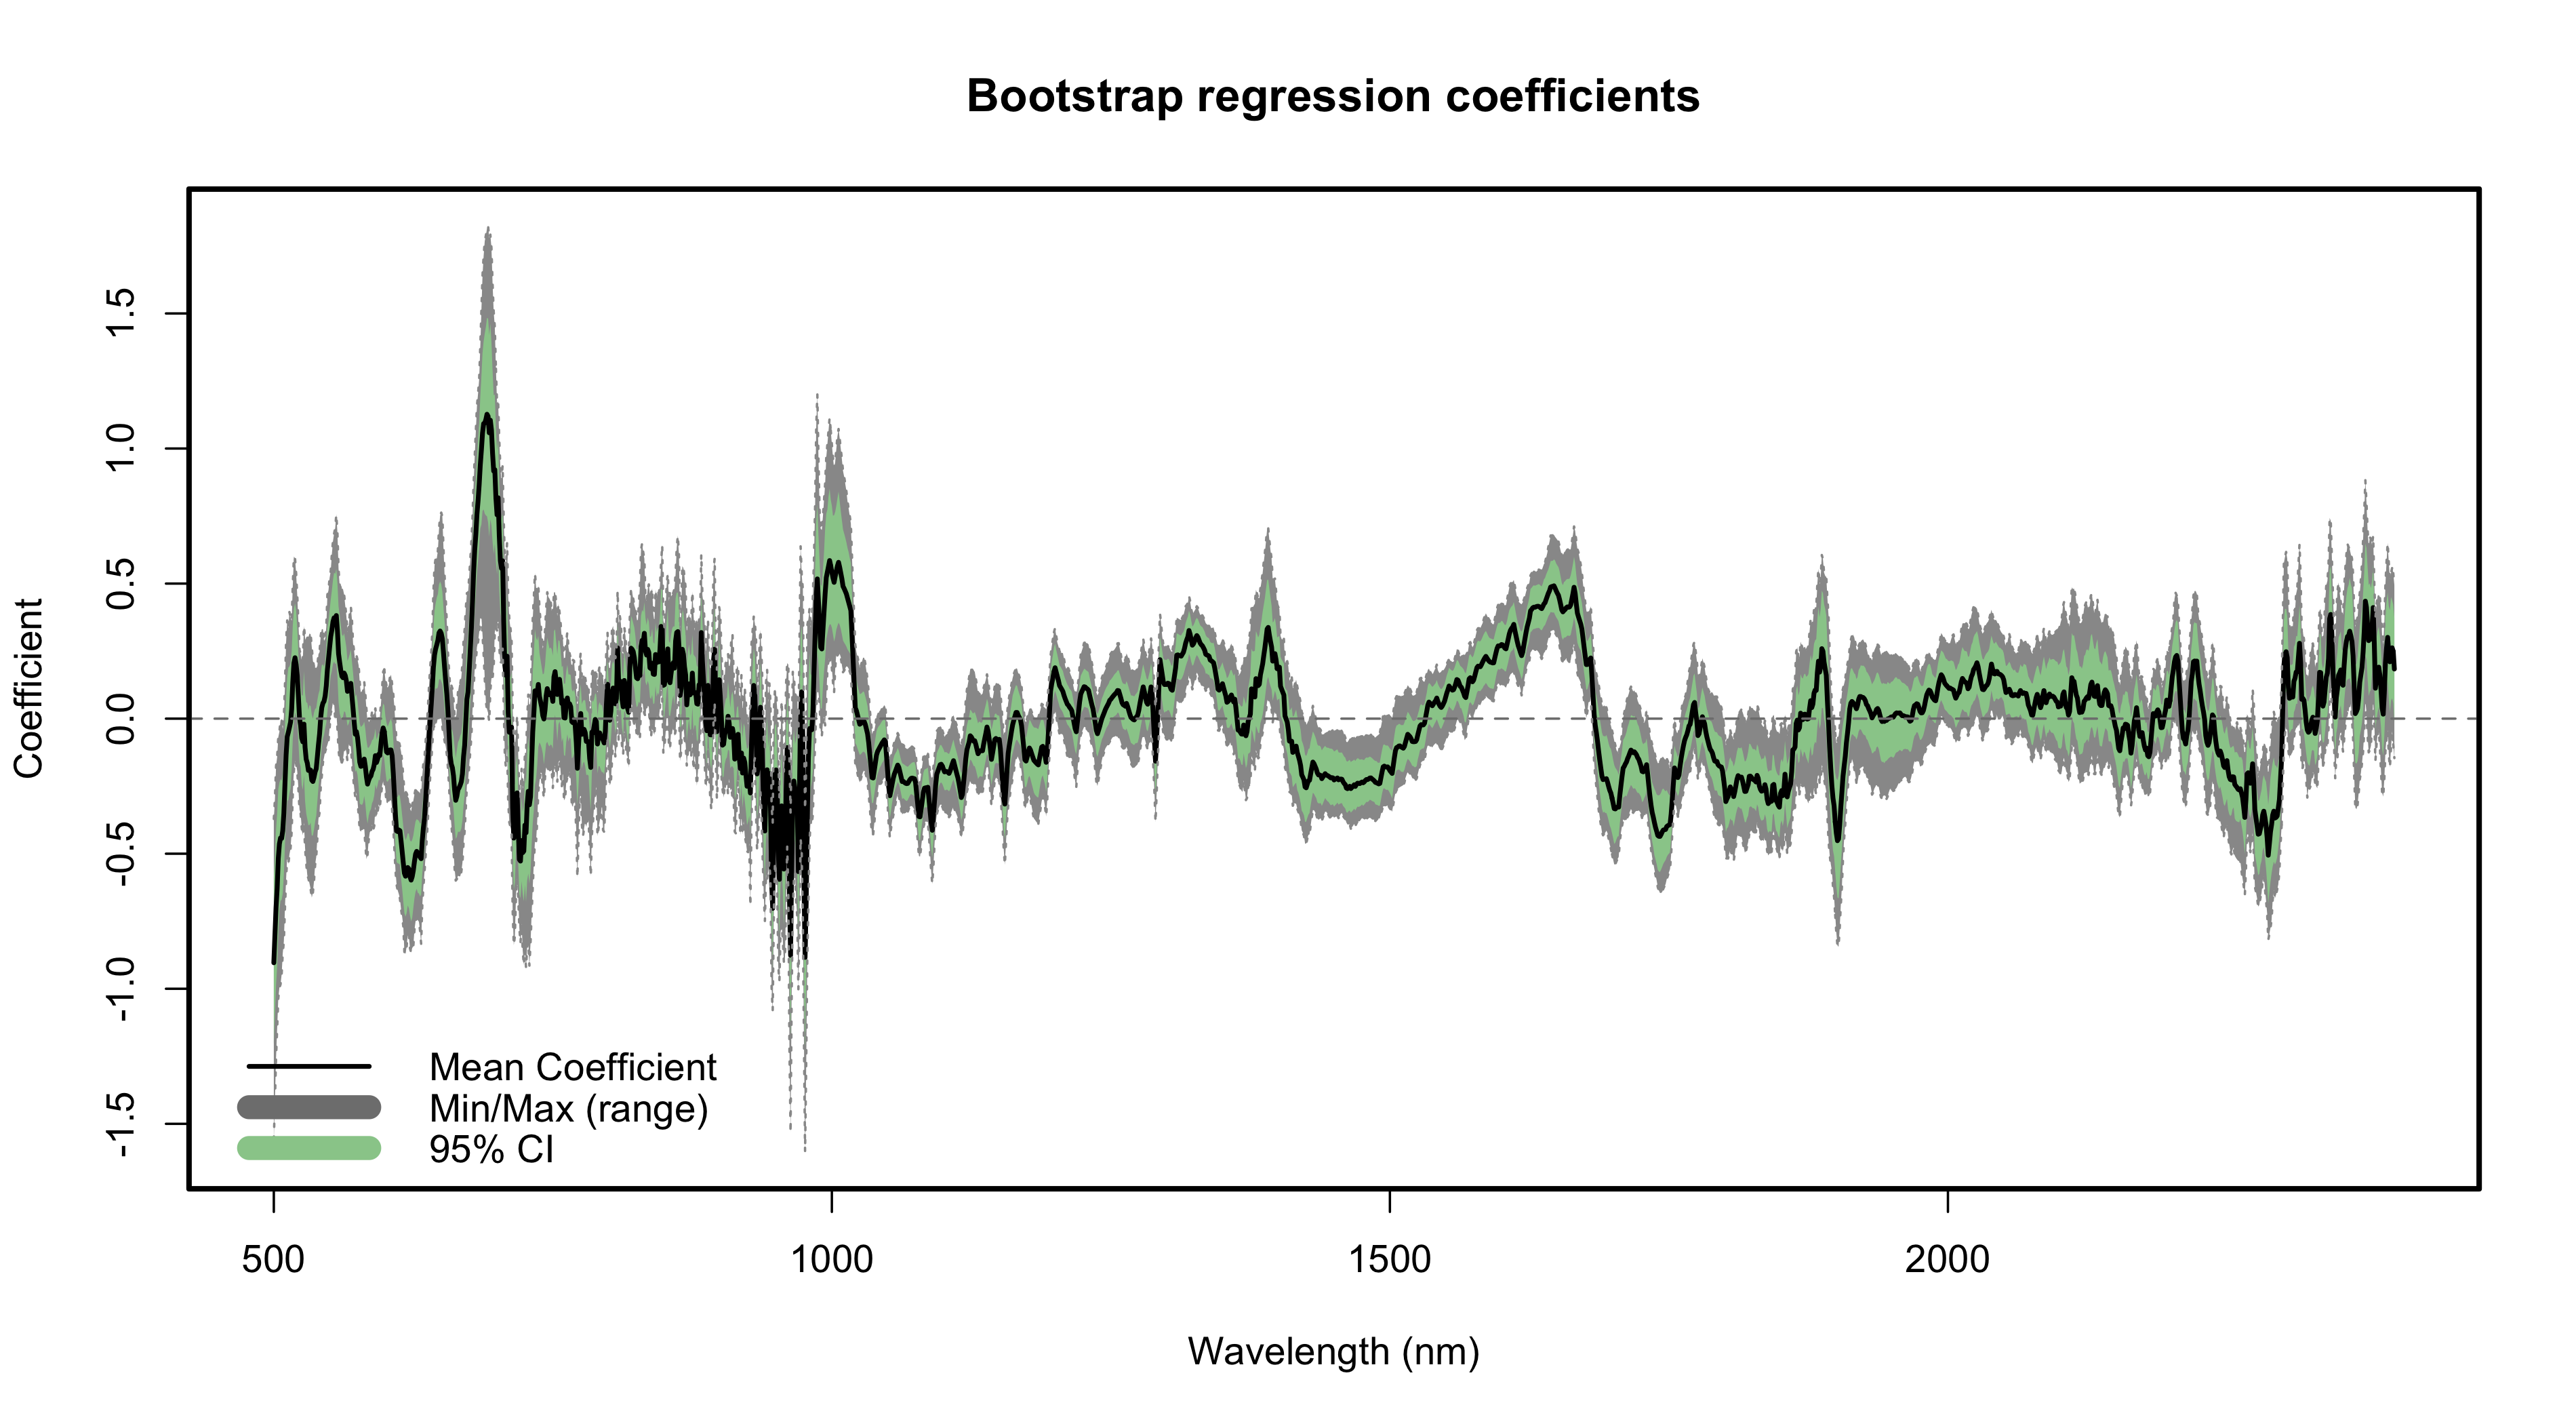 Bootstrap regression coefficients
Coefficient
1.5
1.0
0.5
0.0
-0.5
-1.0
-1.5
Mean Coefficient
Min/Max (range)
95% CI
500 1000 1500 2000
Wavelength (nm)